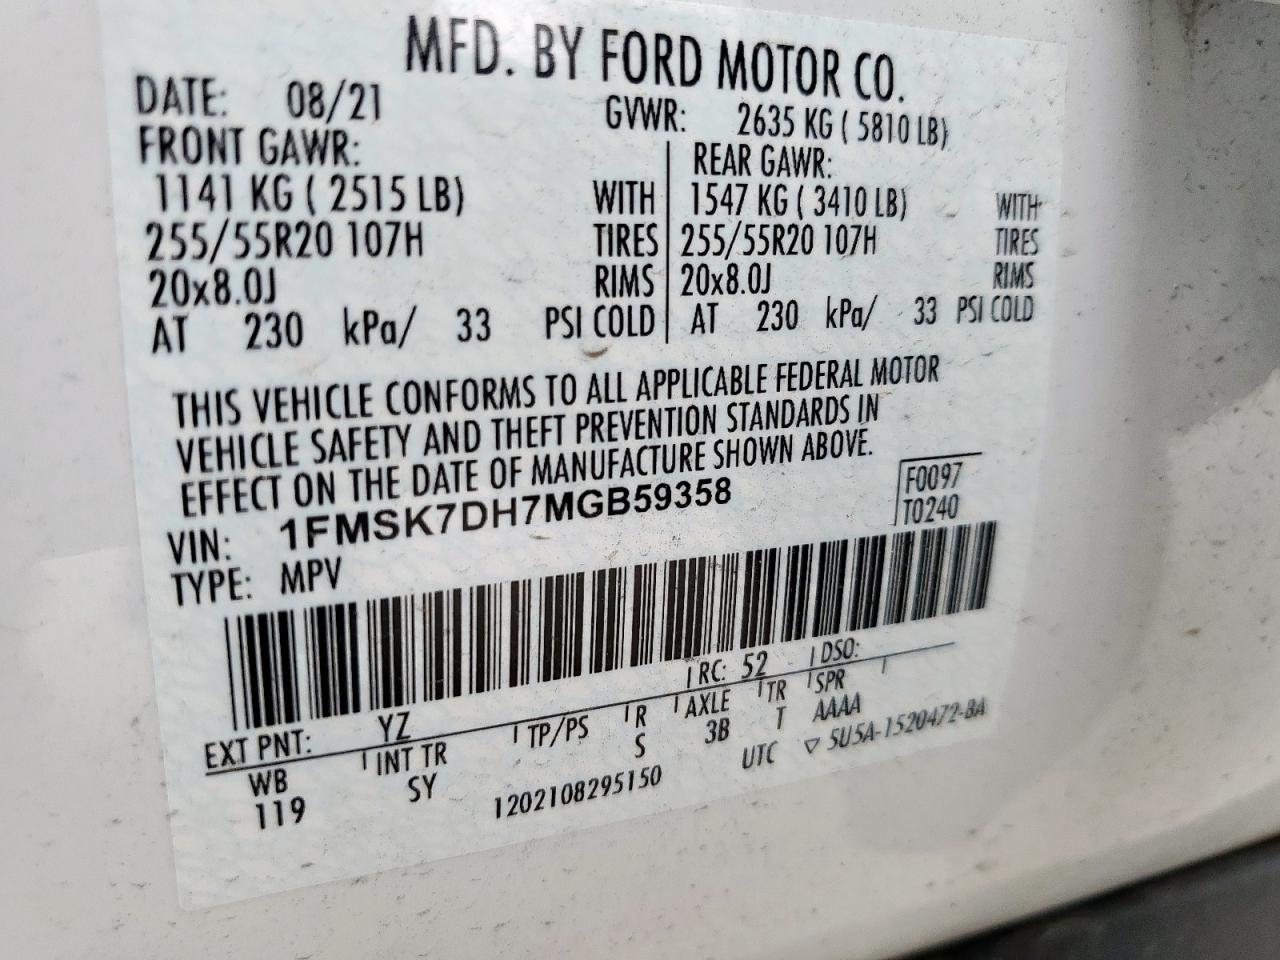 MFD. BY FORD MOTOR CO.
DATE: 08/21 GVWR: 2635 KG ( 5810 LB)
FRONT GAWR: REAR GAWR:
1141 KG ( 2515 LB) WITH 1547 KG ( 3410 LB) WITH
255/55R20 107H TIRES 255/55R20 107H TIRES
20x8.0J RIMS 20x8.0J RIMS
AT 230 kPa/ 33 PSI COLD AT 230 kPa/ 33 PSI COLD
THIS VEHICLE CONFORMS TO ALL APPLICABLE FEDERAL MOTOR
VEHICLE SAFETY AND THEFT PREVENTION STANDARDS IN
EFFECT ON THE DATE OF MANUFACTURE SHOWN ABOVE.
VIN: 1FMSK7DH7MGB59358 F0097
TYPE: MPV T0240
EXT PNT: YZ RC: 52 DSO:
WB INT TR TP/PS R AXLE TR SPR
119 SY S 3B T AAAA
1202108295150 UTC ▽ 5U5A-1520472-BA